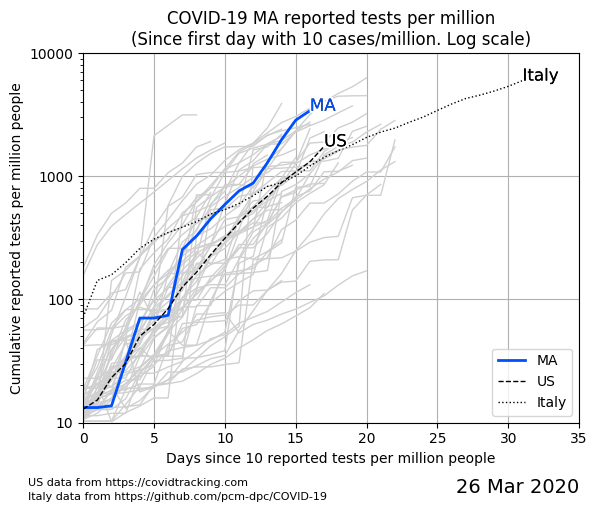 COVID-19 MA reported tests per million
(Since first day with 10 cases/million. Log scale)
Cumulative reported tests per million people
10000
1000
100
10
Italy
MA
US
MA
US
Italy
0 5 10 15 20 25 30 35
Days since 10 reported tests per million people
US data from https://covidtracking.com
Italy data from https://github.com/pcm-dpc/COVID-19
26 Mar 2020